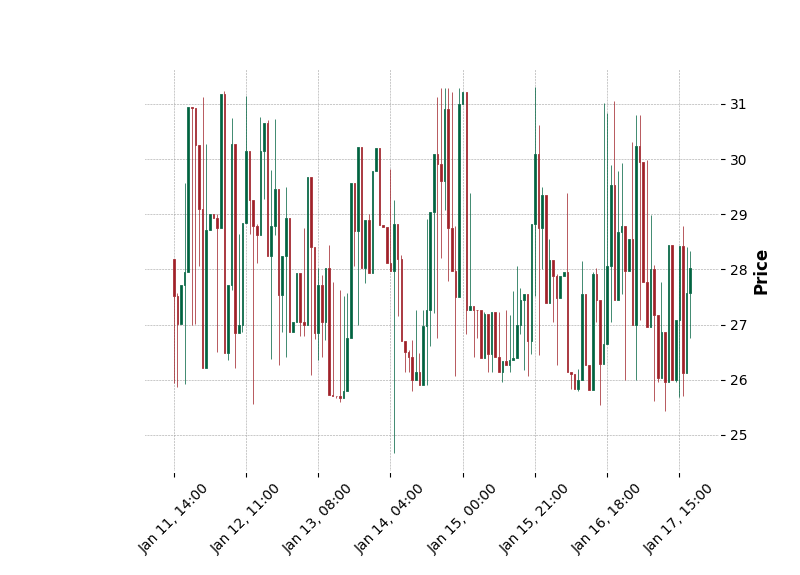 31
30
29
28
27
26
25
Price
Jan 11, 14:00
Jan 12, 11:00
Jan 13, 08:00
Jan 14, 04:00
Jan 15, 00:00
Jan 15, 21:00
Jan 16, 18:00
Jan 17, 15:00